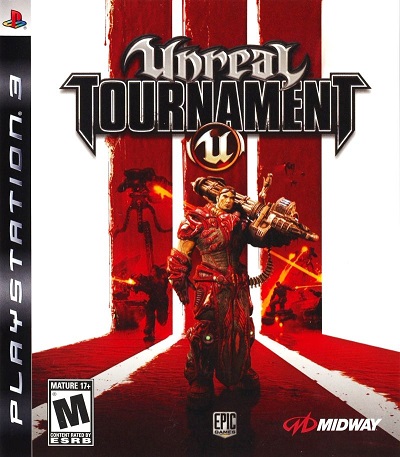 PLAYSTATION 3
Unreal
TOURNAMENT
U
MATURE 17+
M
CONTENT RATED BY
ESRB
EPIC
GAMES
MIDWAY